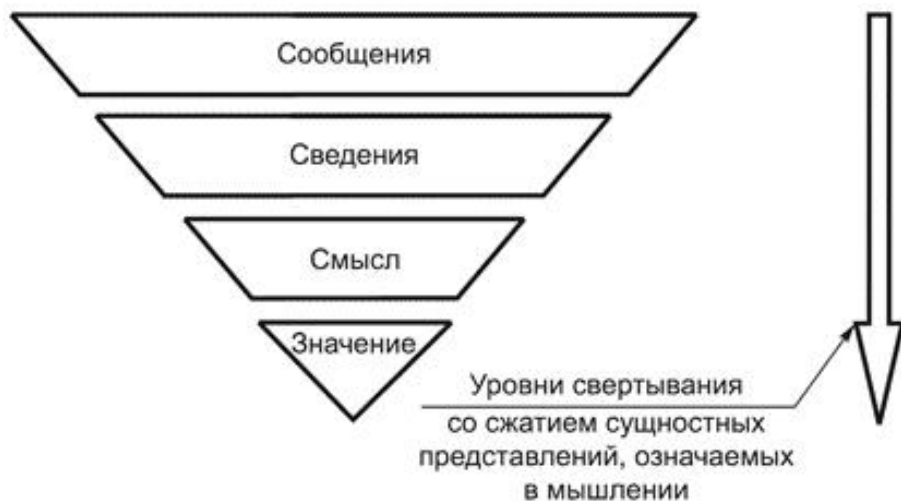 Сообщения
Сведения
Смысл
Значение
Уровни свертывания
со сжатием сущностных
представлений, означаемых
в мышлении